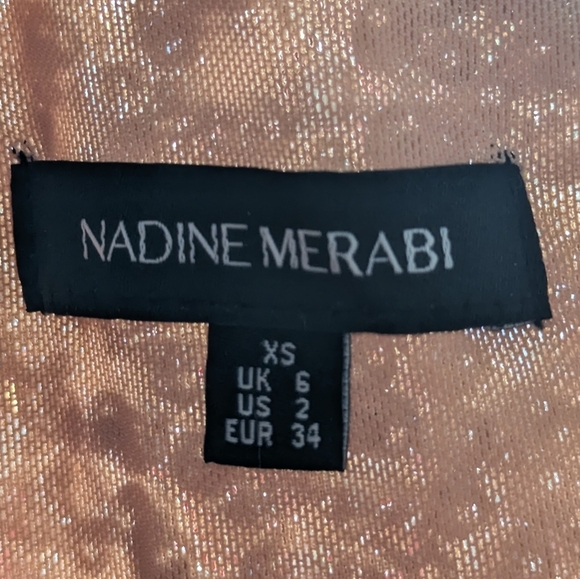 NADINE MERABI
XS
UK 6
US 2
EUR 34